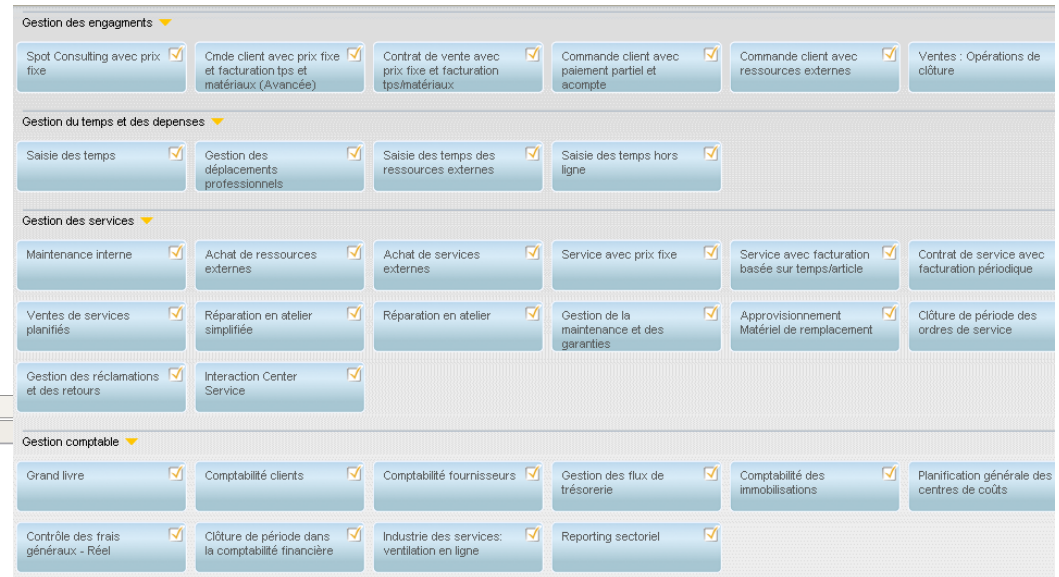 Gestion des engagments
Spot Consulting avec prix
fixe
Cmde client avec prix fixe
et facturation tps et
matériaux (Avancée)
Contrat de vente avec
prix fixe et facturation
tps/matériaux
Commande client avec
paiement partiel et
acompte
Commande client avec
ressources externes
Ventes : Opérations de
clôture
Gestion du temps et des depenses
Saisie des temps
Gestion des
déplacements
professionnels
Saisie des temps des
ressources externes
Saisie des temps hors
ligne
Gestion des services
Maintenance interne
Achat de ressources
externes
Achat de services
externes
Service avec prix fixe
Service avec facturation
basée sur temps/article
Contrat de service avec
facturation périodique
Ventes de services
planifiés
Réparation en atelier
simplifiée
Réparation en atelier
Gestion de la
maintenance et des
garanties
Approvisionnement
Matériel de remplacement
Clôture de période des
ordres de service
Gestion des réclamations
et des retours
Interaction Center
Service
Gestion comptable
Grand livre
Comptabilité clients
Comptabilité fournisseurs
Gestion des flux de
trésorerie
Comptabilité des
immobilisations
Planification générale des
centres de coûts
Contrôle des frais
généraux - Réel
Clôture de période dans
la comptabilité financière
Industrie des services:
ventilation en ligne
Reporting sectoriel